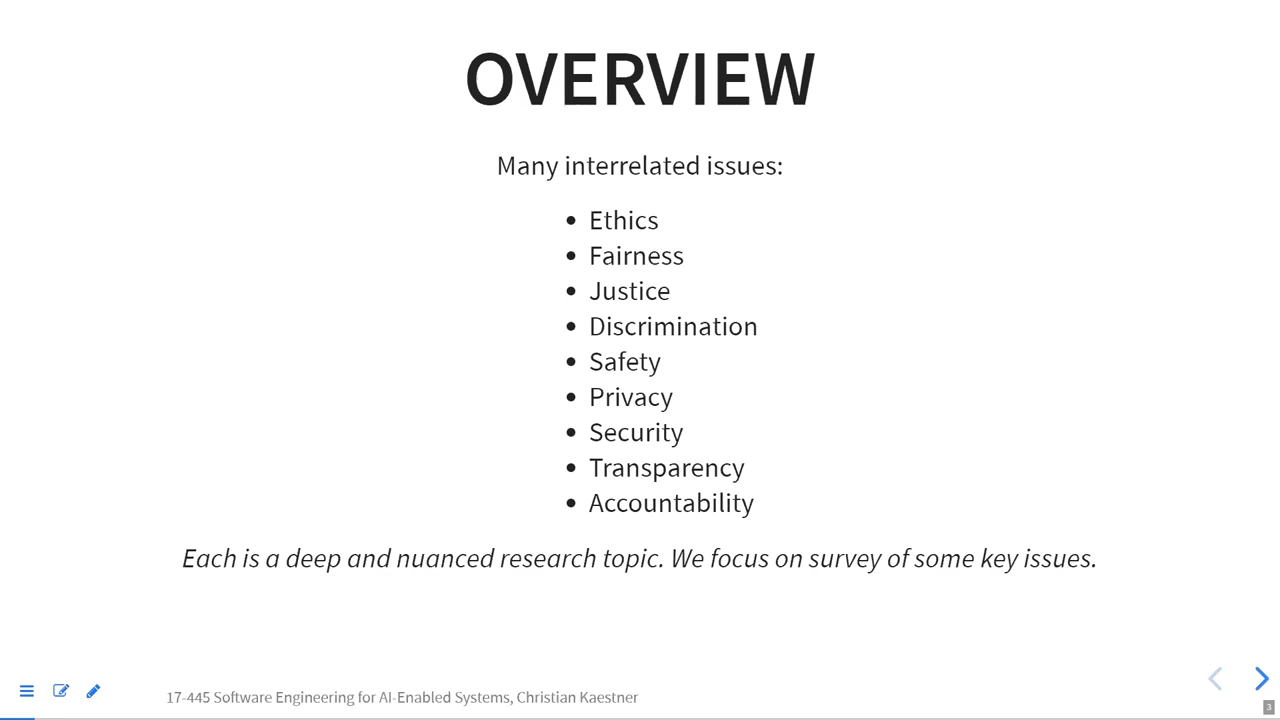 OVERVIEW
Many interrelated issues:
• Ethics
• Fairness
• Justice
• Discrimination
• Safety
• Privacy
• Security
• Transparency
• Accountability
Each is a deep and nuanced research topic. We focus on survey of some key issues.
17-445 Software Engineering for AI-Enabled Systems, Christian Kaestner
3